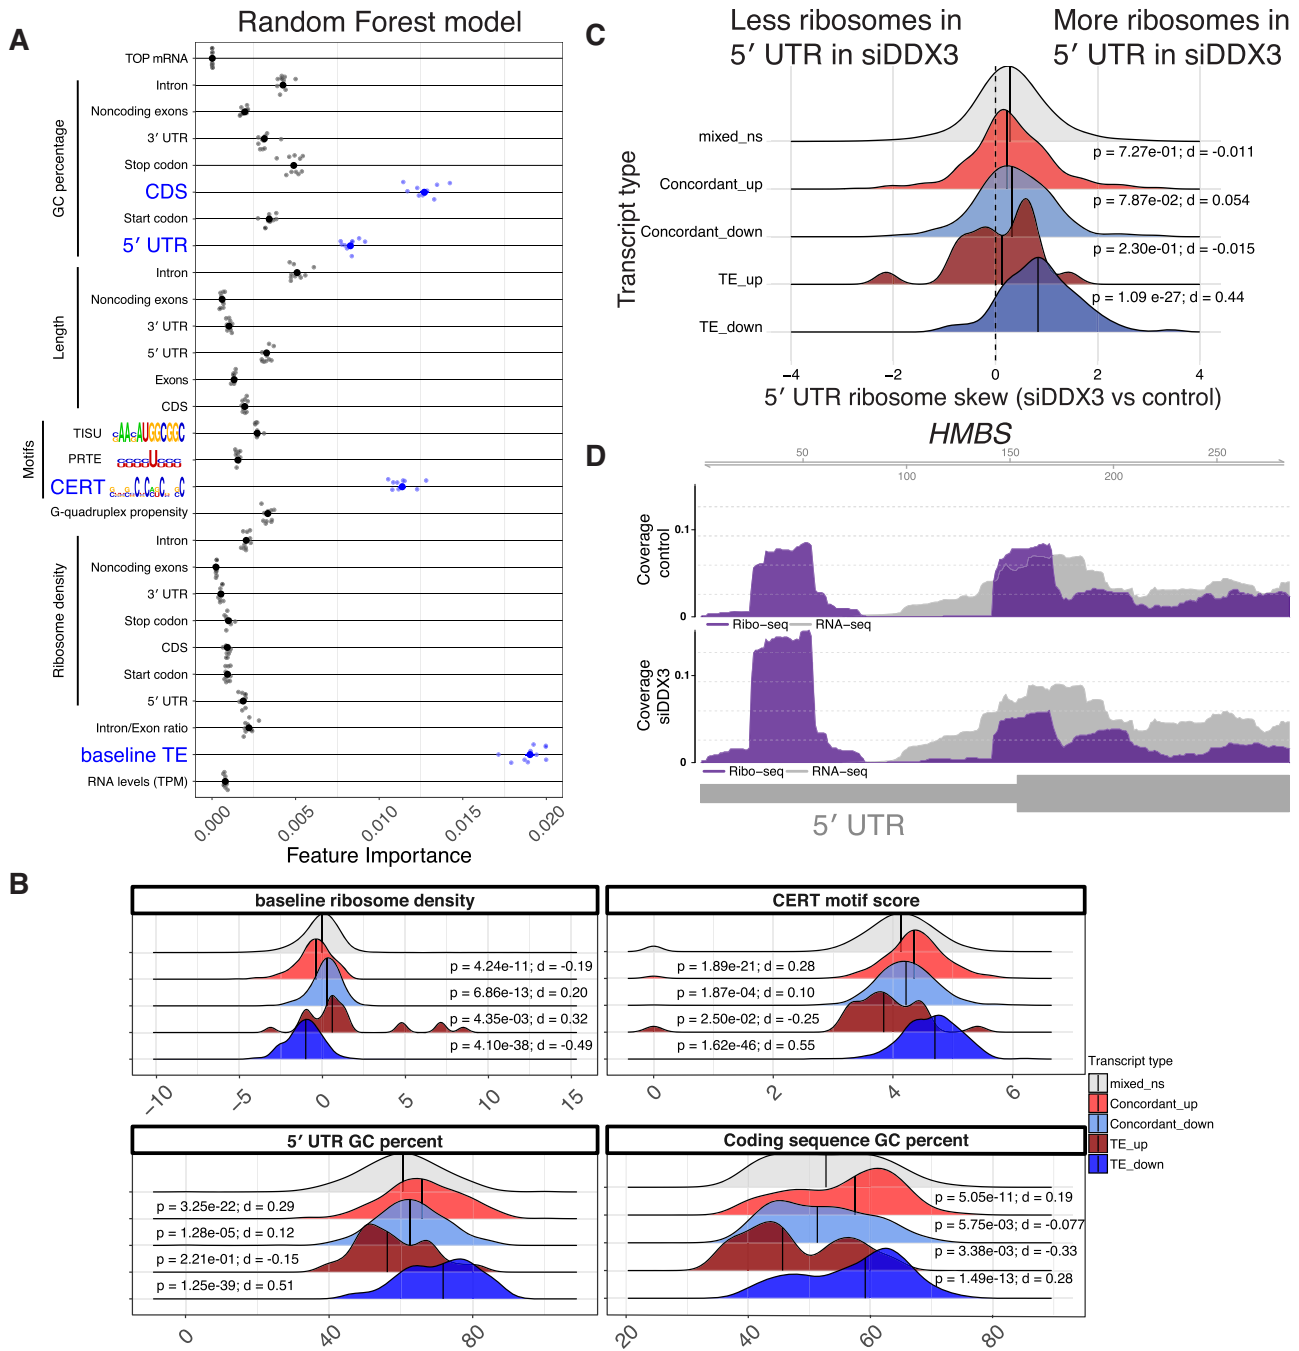 A
Random Forest model
GC percentage
TOP mRNA
Intron
Noncoding exons
3′ UTR
Stop codon
CDS
Start codon
5′ UTR
Length
Intron
Noncoding exons
3′ UTR
5′ UTR
Exons
CDS
Motifs
TISU
PRTE
CERT
G-quadruplex propensity
Ribosome density
Intron
Noncoding exons
3′ UTR
Stop codon
CDS
Start codon
5′ UTR
Intron/Exon ratio
baseline TE
RNA levels (TPM)
0.000
0.005
0.010
0.015
0.020
Feature Importance
C
Less ribosomes in
5′ UTR in siDDX3
More ribosomes in
5′ UTR in siDDX3
Transcript type
mixed_ns
p = 7.27e-01; d = -0.011
Concordant_up
p = 7.87e-02; d = 0.054
Concordant_down
p = 2.30e-01; d = -0.015
TE_up
p = 1.09 e-27; d = 0.44
TE_down
−4 −2 0 2 4
5′ UTR ribosome skew (siDDX3 vs control)
D
HMBS
50 100 150 200 250
Coverage
control
0.1
0
Ribo−seq RNA−seq
Coverage
siDDX3
0.1
0
Ribo−seq RNA−seq
5′ UTR
B
baseline ribosome density
p = 4.24e-11; d = -0.19
p = 6.86e-13; d = 0.20
p = 4.35e-03; d = 0.32
p = 4.10e-38; d = -0.49
−10 −5 0 5 10 15
CERT motif score
p = 1.89e-21; d = 0.28
p = 1.87e-04; d = 0.10
p = 2.50e-02; d = -0.25
p = 1.62e-46; d = 0.55
0 2 4 6
5′ UTR GC percent
p = 3.25e-22; d = 0.29
p = 1.28e-05; d = 0.12
p = 2.21e-01; d = -0.15
p = 1.25e-39; d = 0.51
0 40 80
Coding sequence GC percent
p = 5.05e-11; d = 0.19
p = 5.75e-03; d = -0.077
p = 3.38e-03; d = -0.33
p = 1.49e-13; d = 0.28
20 40 60 80
Transcript type
mixed_ns
Concordant_up
Concordant_down
TE_up
TE_down